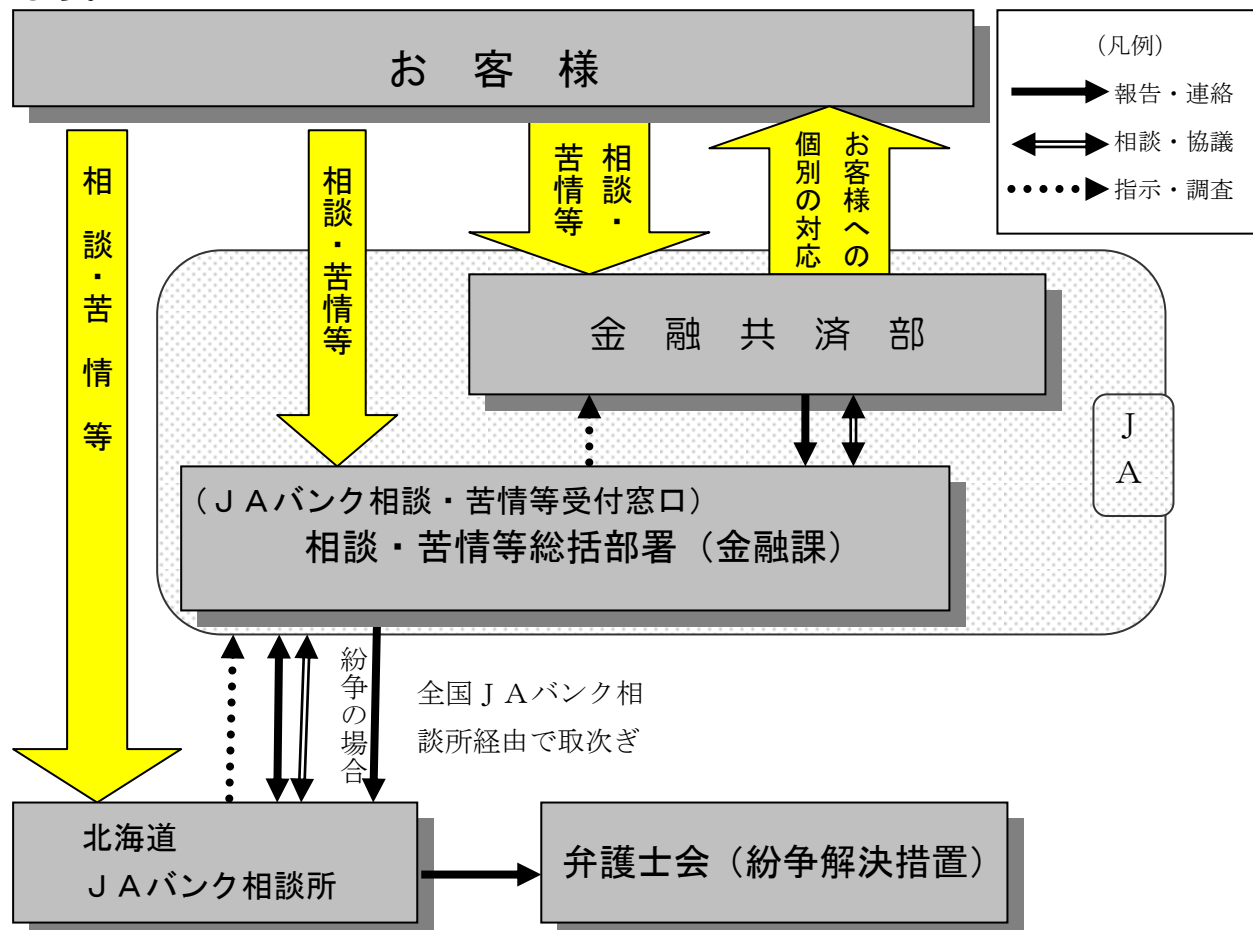 お 客 様
(凡例)
報告・連絡
相談・協議
指示・調査
相 談・苦 情 等
相談・苦情等
相談・
苦情等
お客様への
個別の対応
金 融 共 済 部
J
A
(JAバンク相談・苦情等受付窓口)
相談・苦情等総括部署(金融課)
紛争の場合
全国JAバンク相
談所経由で取次ぎ
北海道
JAバンク相談所
弁護士会(紛争解決措置)